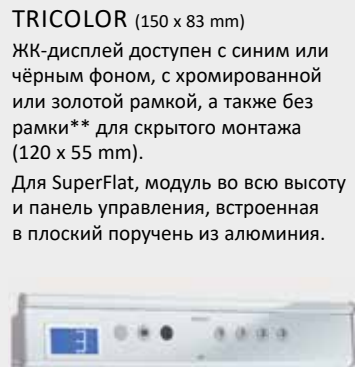 TRICOLOR (150 x 83 mm)
ЖК-дисплей доступен с синим или
чёрным фоном, с хромированной
или золотой рамкой, а также без
рамки** для скрытого монтажа
(120 x 55 mm).
Для SuperFlat, модуль во всю высоту
и панель управления, встроенная
в плоский поручень из алюминия.
3